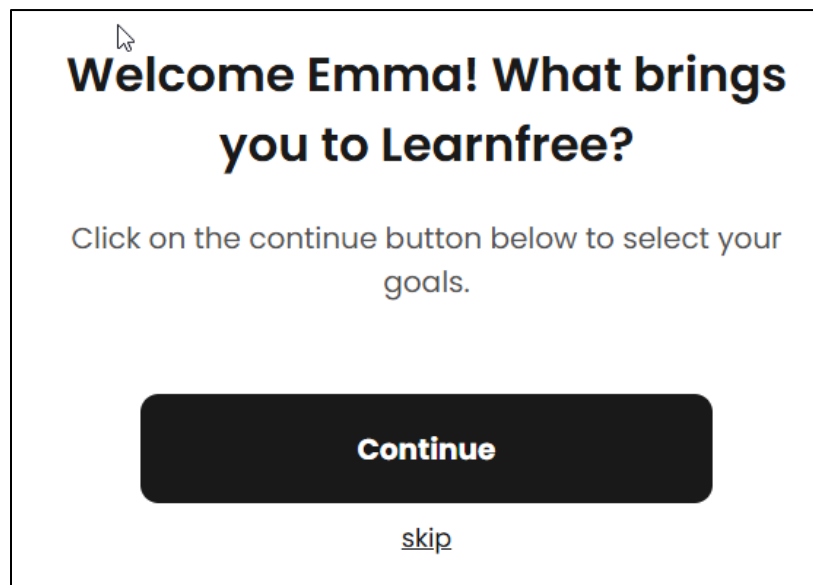 Welcome Emma! What brings
you to Learnfree?
Click on the continue button below to select your
goals.
Continue
skip